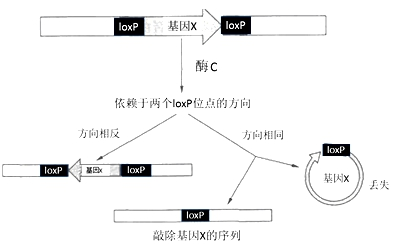 loxP 基因X loxP
酶C
依赖于两个loxP位点的方向
方向相反 方向相同
loxP 基因X loxP
loxP
基因X
丢失
loxP
敲除基因X的序列